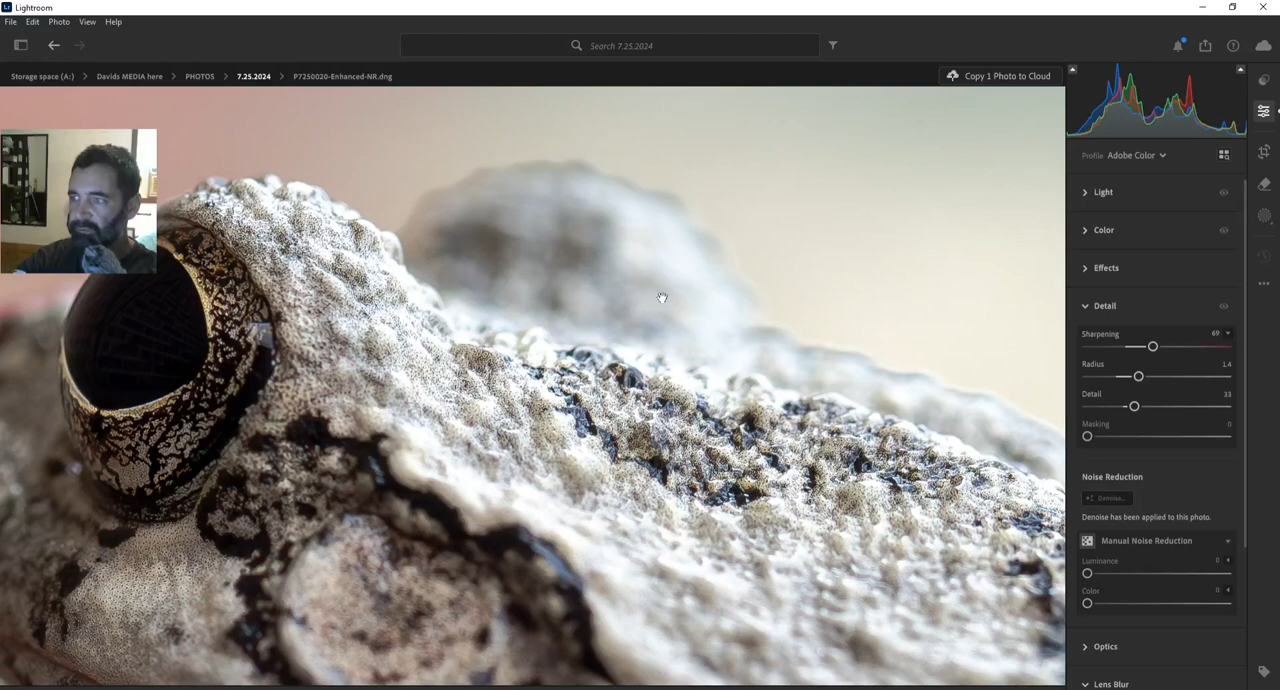 Lr Lightroom
File Edit Photo View Help
Search 7.25.2024
Storage space (A:) > Davids MEDIA here > PHOTOS > 7.25.2024 > P7250020-Enhanced-NR.dng
Copy 1 Photo to Cloud
Profile Adobe Color
Light
Color
Effects
Detail
Sharpening 69
Radius 1.4
Detail 33
Masking 0
Noise Reduction
Denoise...
Denoise has been applied to this photo.
Manual Noise Reduction
Luminance 0
Color 0
Optics
Lens Blur